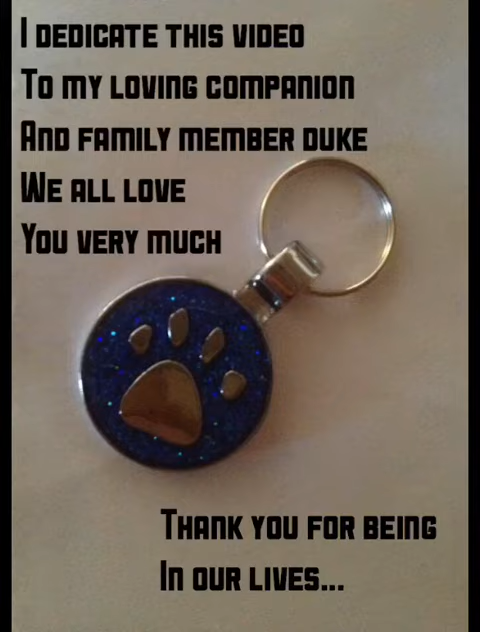 I dedicate this video
To my loving companion
And family member Duke
We all love
You very much
Thank you for being
In our lives...